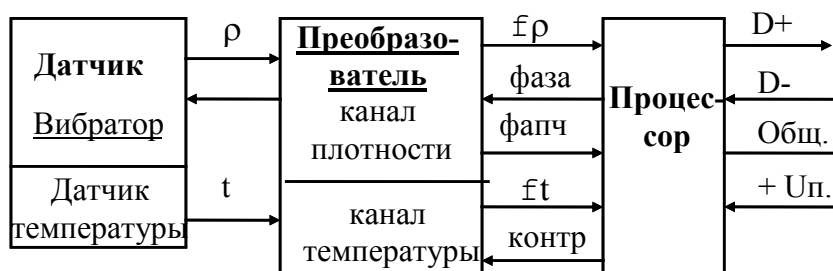 Датчик
Вибратор
Датчик
температуры
ρ
t
Преобразо-
ватель
канал
плотности
канал
температуры
fρ
фаза
фапч
ft
контр
Процес-
сор
D+
D-
Общ.
+ Uп.